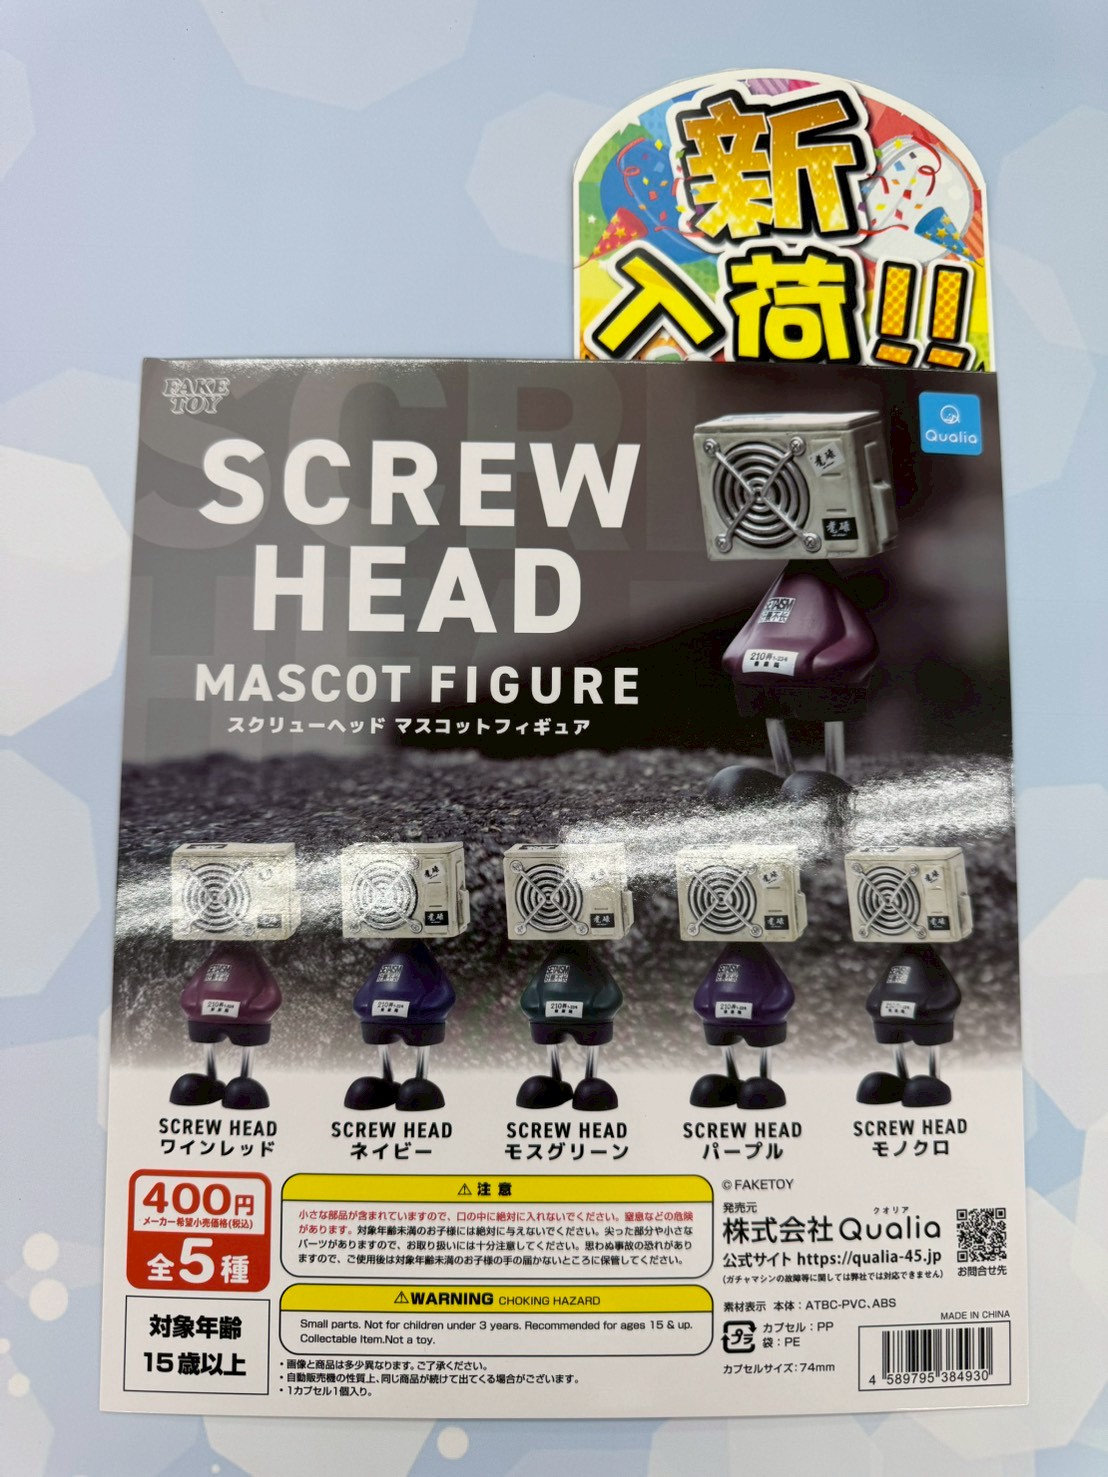 新
入荷!!
FAKE
TOY
Qualia
SCREW
HEAD
MASCOT FIGURE
スクリューヘッド マスコットフィギュア
SCREW HEAD
ワインレッド
SCREW HEAD
ネイビー
SCREW HEAD
モスグリーン
SCREW HEAD
パープル
SCREW HEAD
モノクロ
400円
メーカー希望小売価格(税込)
全5種
対象年齢
15歳以上
⚠注意
小さな部品が含まれていますので、口の中に絶対に入れないでください。窒息などの危険
があります。対象年齢未満のお子様には絶対に与えないでください。尖った部分や小さな
パーツがありますので、お取り扱いには十分注意してください。思わぬ事故の恐れがあり
ますので、ご使用後は対象年齢未満のお子様の手の届かないところに保管してください。
⚠WARNING CHOKING HAZARD
Small parts. Not for children under 3 years. Recommended for ages 15 & up.
Collectable Item.Not a toy.
・画像と商品は多少異なります。ご了承ください。
・自動販売機の性質上、同じ商品が続けて出てくる場合がございます。
・1カプセル1個入り。
©FAKETOY
発売元
クオリア
株式会社Qualia
公式サイト https://qualia-45.jp
(ガチャマシンの故障等に関しては弊社では対応できません)
お問合せ先
素材表示 本体:ATBC-PVC、ABS
プラ
カプセル:PP
袋:PE
カプセルサイズ:74mm
MADE IN CHINA
4 589795 384930